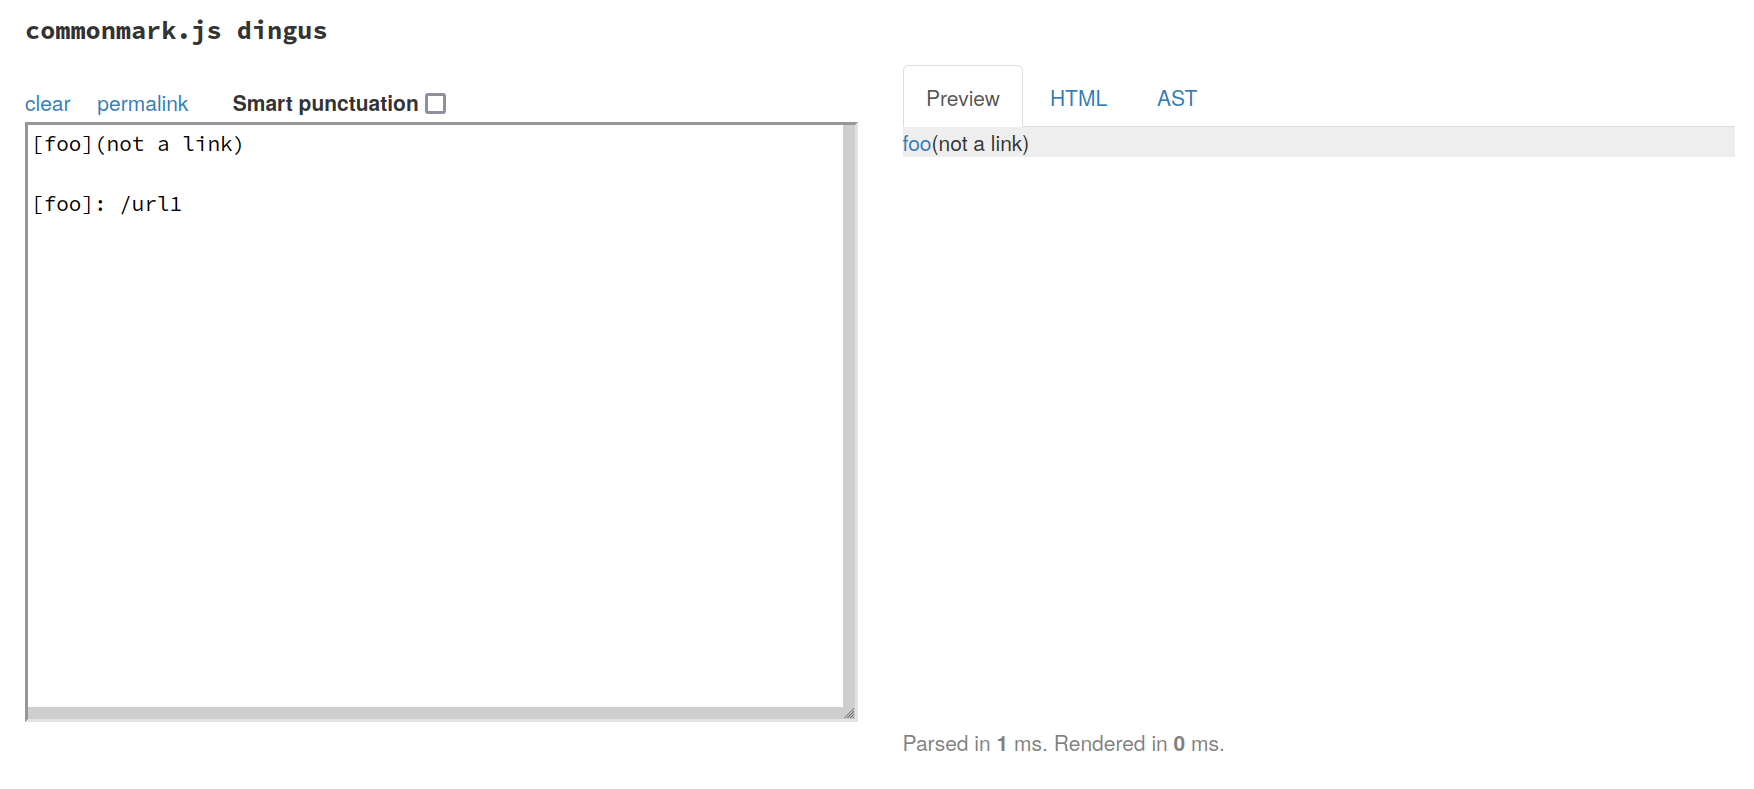 commonmark.js dingus
clear permalink Smart punctuation
[foo](not a link)
[foo]: /url1
Preview HTML AST
foo(not a link)
Parsed in 1 ms. Rendered in 0 ms.